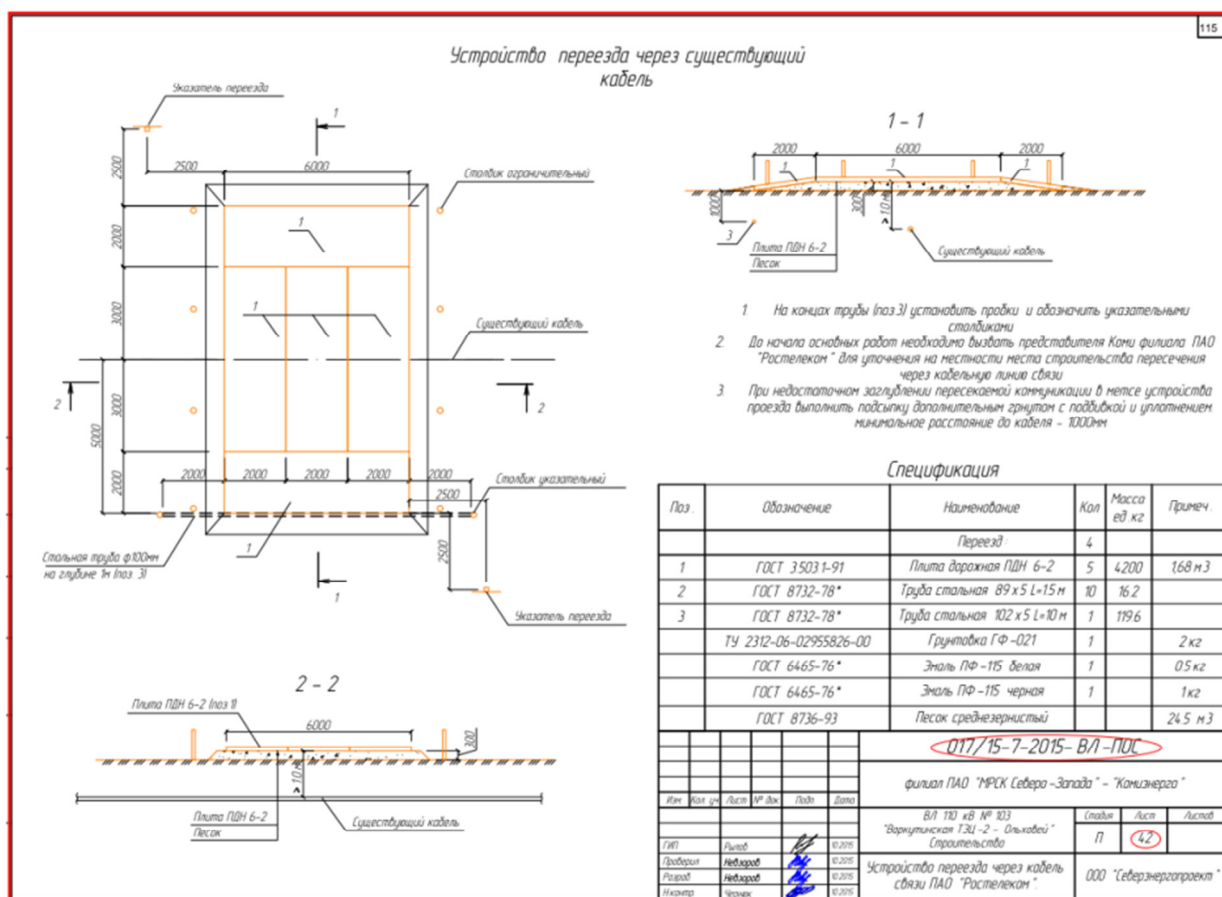 115
Устройство переезда через существующий
кабель
Указатель переезда
1
2500
2500
6000
Столбик ограничительный
2000
1
3000
1
Существующий кабель
2
2
3000
5000
2000
2000
2000
2000
2000
2000
Столбик указательный
2500
Стальная труба ф100мм
на глубине 1м (поз. 3)
1
2500
1
Указатель переезда
1 - 1
2000
6000
2000
1
1
1
1000
300
> 1.0 м
3
Плита ПДН 6-2
Песок
Существующий кабель
1. На концах трубы (поз.3) установить пробки и обозначить указательными
столбиками
2. До начала основных работ необходимо вызвать представителя Коми филиала ПАО
"Ростелеком" для уточнения на местности места строительства пересечения
через кабельную линию связи
3. При недостаточном заглублении пересекаемой коммуникации в метсе устройства
проезда выполнить подсыпку дополнительным грнутом с подбивкой и уплотнением
минимальное расстояние до кабеля - 1000мм
2 - 2
Плита ПДН 6-2 (поз.1)
6000
300
> 1.0 м
Плита ПДН 6-2
Песок
Существующий кабель
Спецификация
Поз. Обозначение Наименование Кол Масса ед. кг Примеч.
Переезд: 4
1 ГОСТ 3.503.1-91 Плита дорожная ПДН 6-2 5 4200 1,68 м3
2 ГОСТ 8732-78* Труба стальная 89х5 L=1.5 м 10 16.2
3 ГОСТ 8732-78* Труба стальная 102х5 L=10 м 1 119.6
ТУ 2312-06-02955826-00 Грунтовка ГФ-021 1 2 кг
ГОСТ 6465-76* Эмаль ПФ-115 белая 1 0.5 кг
ГОСТ 6465-76* Эмаль ПФ-115 черная 1 1 кг
ГОСТ 8736-93 Песок среднезернистый 24.5 м3
017/15-7-2015-ВЛ-ПОС
филиал ПАО "МРСК Северо-Запада" - "Комиэнерго"
Изм. Кол.уч Лист № док Подп. Дата
ВЛ 110 кВ № 103
"Воркутинская ТЭЦ-2 - Ольховей"
Строительство
Стадия Лист Листов
П 42
ГИП Рылов 10.2015
Проверил Невзоров 10.2015
Разраб. Невзоров 10.2015
Н.контр. Черняк 10.2015
Устройство переезда через кабель
связи ПАО "Ростелеком".
ООО "Северэнергопроект"